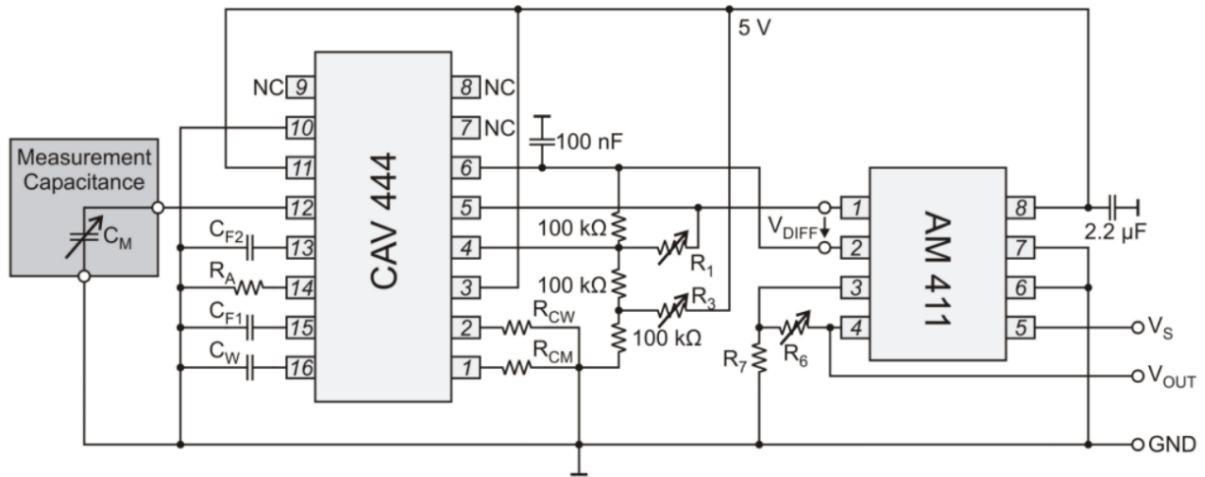 5 V
NC 9
8 NC
10
7 NC
100 nF
Measurement
Capacitance
11
6
CAV 444
AM 411
12
5
1
8
2.2 µF
C_M
C_F2
13
4
100 kΩ
R_1
V_DIFF
2
7
R_A
14
3
100 kΩ
R_3
3
6
C_F1
15
2
R_CW
100 kΩ
R_7
R_6
4
5
V_S
C_W
16
1
R_CM
V_OUT
GND